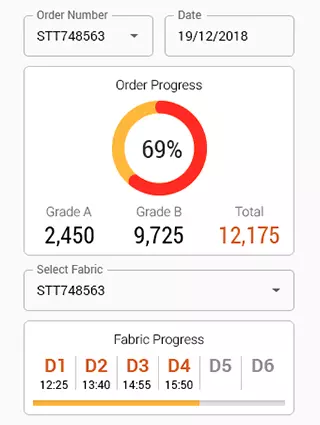 Order Number
STT748563
Date
19/12/2018
Order Progress
69%
Grade A
2,450
Grade B
9,725
Total
12,175
Select Fabric
STT748563
Fabric Progress
D1 D2 D3 D4 D5 D6
12:25 13:40 14:55 15:50